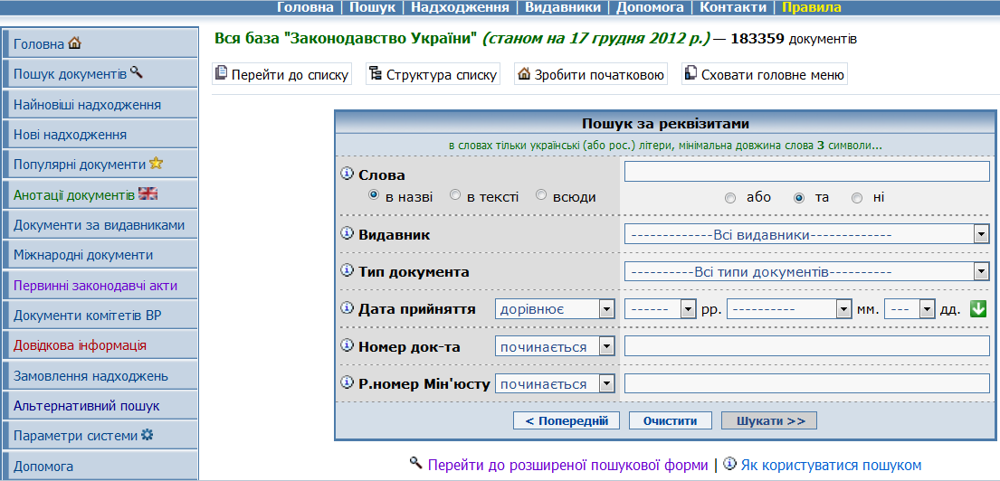 Головна | Пошук | Надходження | Видавники | Допомога | Контакти | Правила
Головна
Пошук документів
Найновіші надходження
Нові надходження
Популярні документи
Анотації документів
Документи за видавниками
Міжнародні документи
Первинні законодавчі акти
Документи комітетів ВР
Довідкова інформація
Замовлення надходжень
Альтернативний пошук
Параметри системи
Допомога
Вся база "Законодавство України" (станом на 17 грудня 2012 р.) — 183359 документів
Перейти до списку Структура списку Зробити початковою Сховати головне меню
Пошук за реквізитами
в словах тільки українські (або рос.) літери, мінімальна довжина слова 3 символи...
Слова
в назві в тексті всюди або та ні
Видавник -------------Всі видавники-------------
Тип документа ----------Всі типи документів----------
Дата прийняття дорівнює ------ рр. ---------- мм. --- дд.
Номер док-та починається
Р.номер Мін'юсту починається
< Попередній Очистити Шукати >>
Перейти до розширеної пошукової форми | Як користуватися пошуком